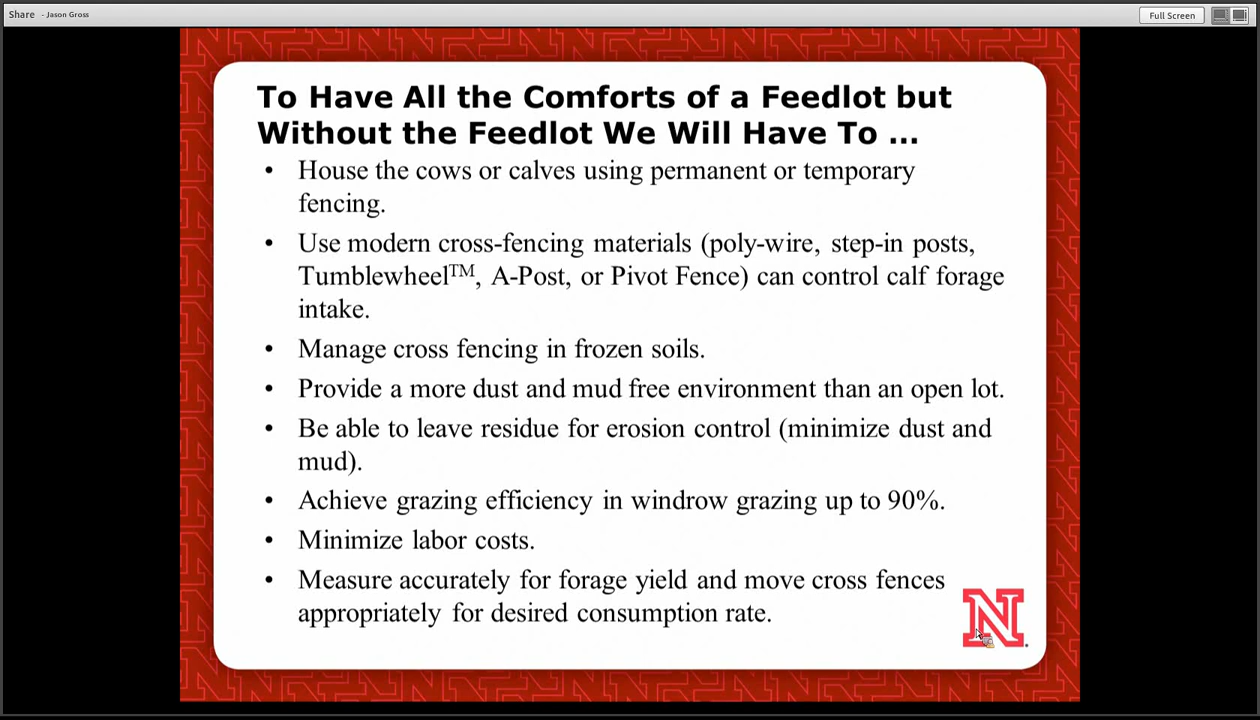 Share - Jason Gross
Full Screen
To Have All the Comforts of a Feedlot but
Without the Feedlot We Will Have To ...
• House the cows or calves using permanent or temporary
fencing.
• Use modern cross-fencing materials (poly-wire, step-in posts,
Tumblewheel™, A-Post, or Pivot Fence) can control calf forage
intake.
• Manage cross fencing in frozen soils.
• Provide a more dust and mud free environment than an open lot.
• Be able to leave residue for erosion control (minimize dust and
mud).
• Achieve grazing efficiency in windrow grazing up to 90%.
• Minimize labor costs.
• Measure accurately for forage yield and move cross fences
appropriately for desired consumption rate.
N